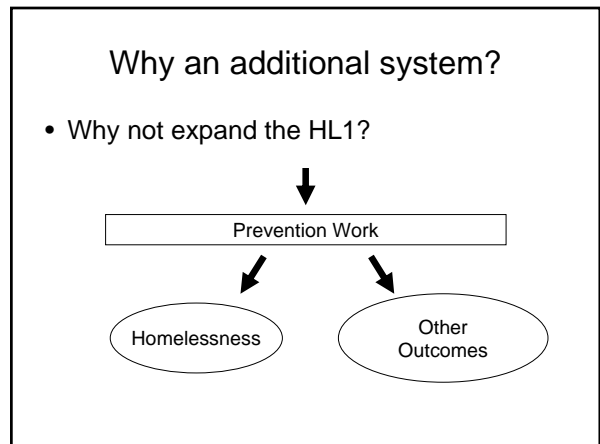 Why an additional system?
• Why not expand the HL1?
Prevention Work
Homelessness
Other
Outcomes